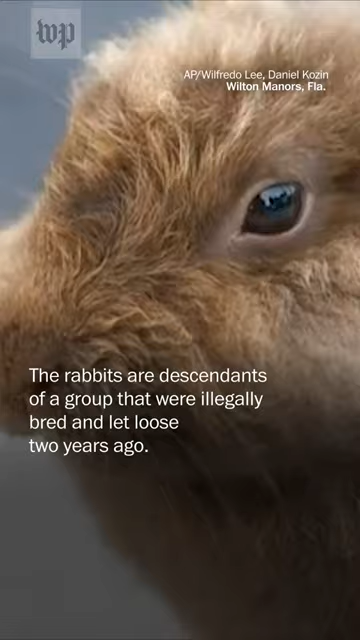 wp
AP/Wilfredo Lee, Daniel Kozin
Wilton Manors, Fla.
The rabbits are descendants
of a group that were illegally
bred and let loose
two years ago.